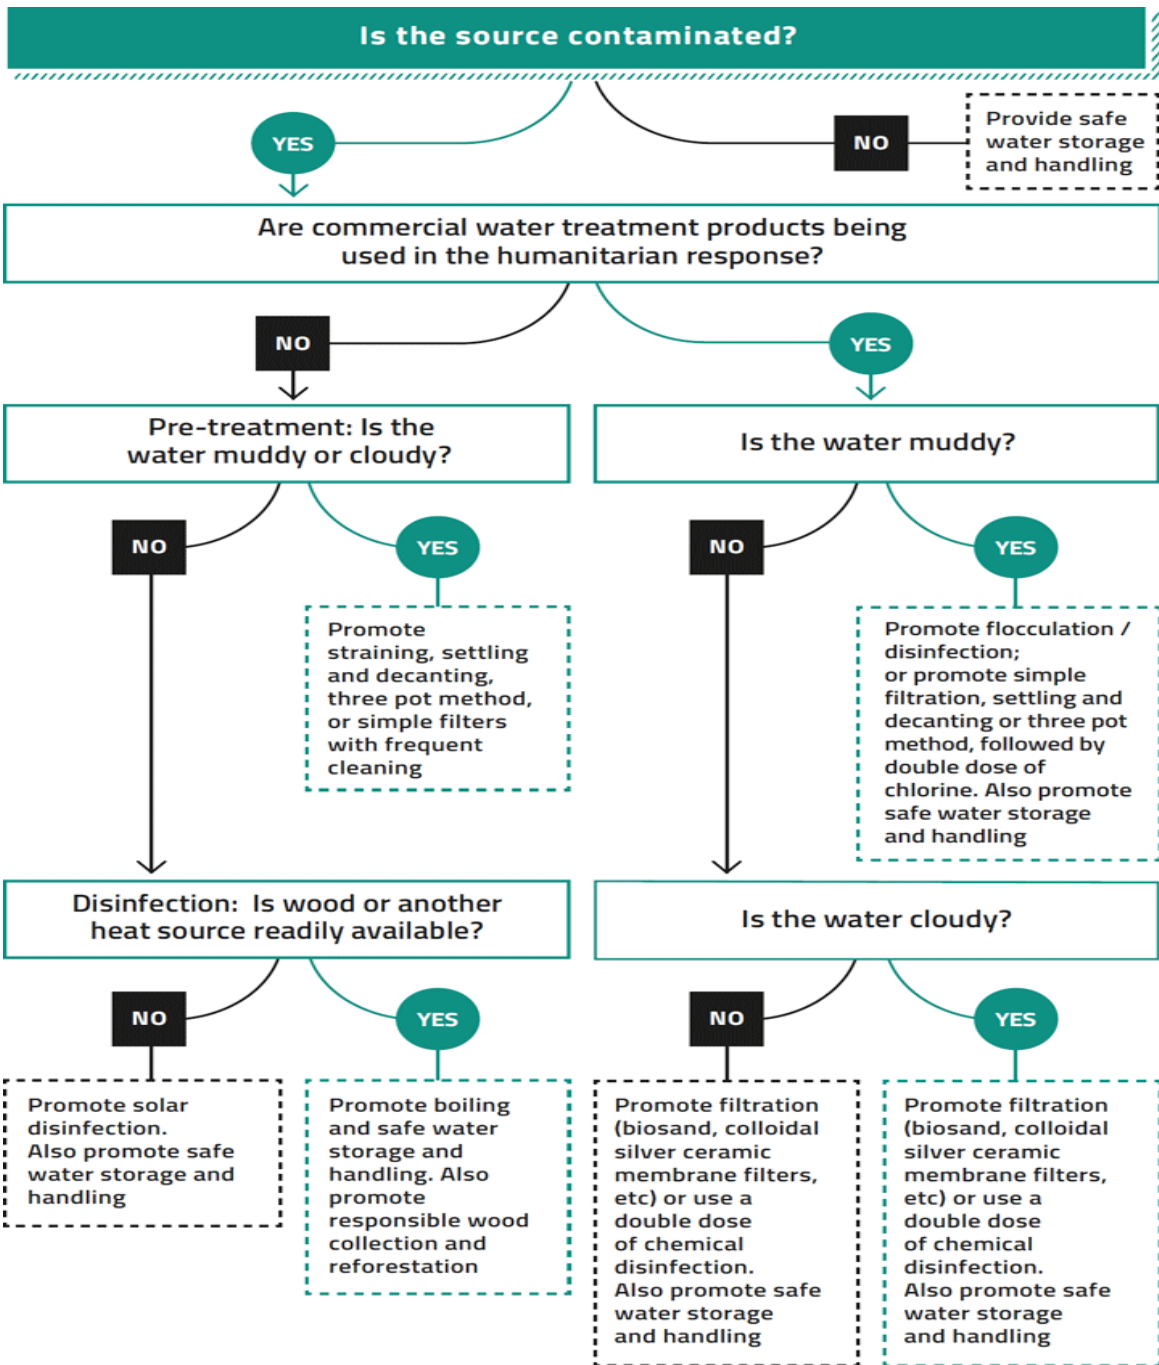 Is the source contaminated?
YES
NO
Provide safe
water storage
and handling
Are commercial water treatment products being
used in the humanitarian response?
NO
YES
Pre-treatment: Is the
water muddy or cloudy?
Is the water muddy?
NO
YES
NO
YES
Promote
straining, settling
and decanting,
three pot method,
or simple filters
with frequent
cleaning
Promote flocculation /
disinfection;
or promote simple
filtration, settling and
decanting or three pot
method, followed by
double dose of
chlorine. Also promote
safe water storage
and handling
Disinfection: Is wood or another
heat source readily available?
Is the water cloudy?
NO
YES
NO
YES
Promote solar
disinfection.
Also promote safe
water storage and
handling
Promote boiling
and safe water
storage and
handling. Also
promote
responsible wood
collection and
reforestation
Promote filtration
(biosand, colloidal
silver ceramic
membrane filters,
etc) or use a
double dose
of chemical
disinfection.
Also promote safe
water storage
and handling
Promote filtration
(biosand, colloidal
silver ceramic
membrane filters,
etc) or use a
double dose
of chemical
disinfection.
Also promote safe
water storage
and handling